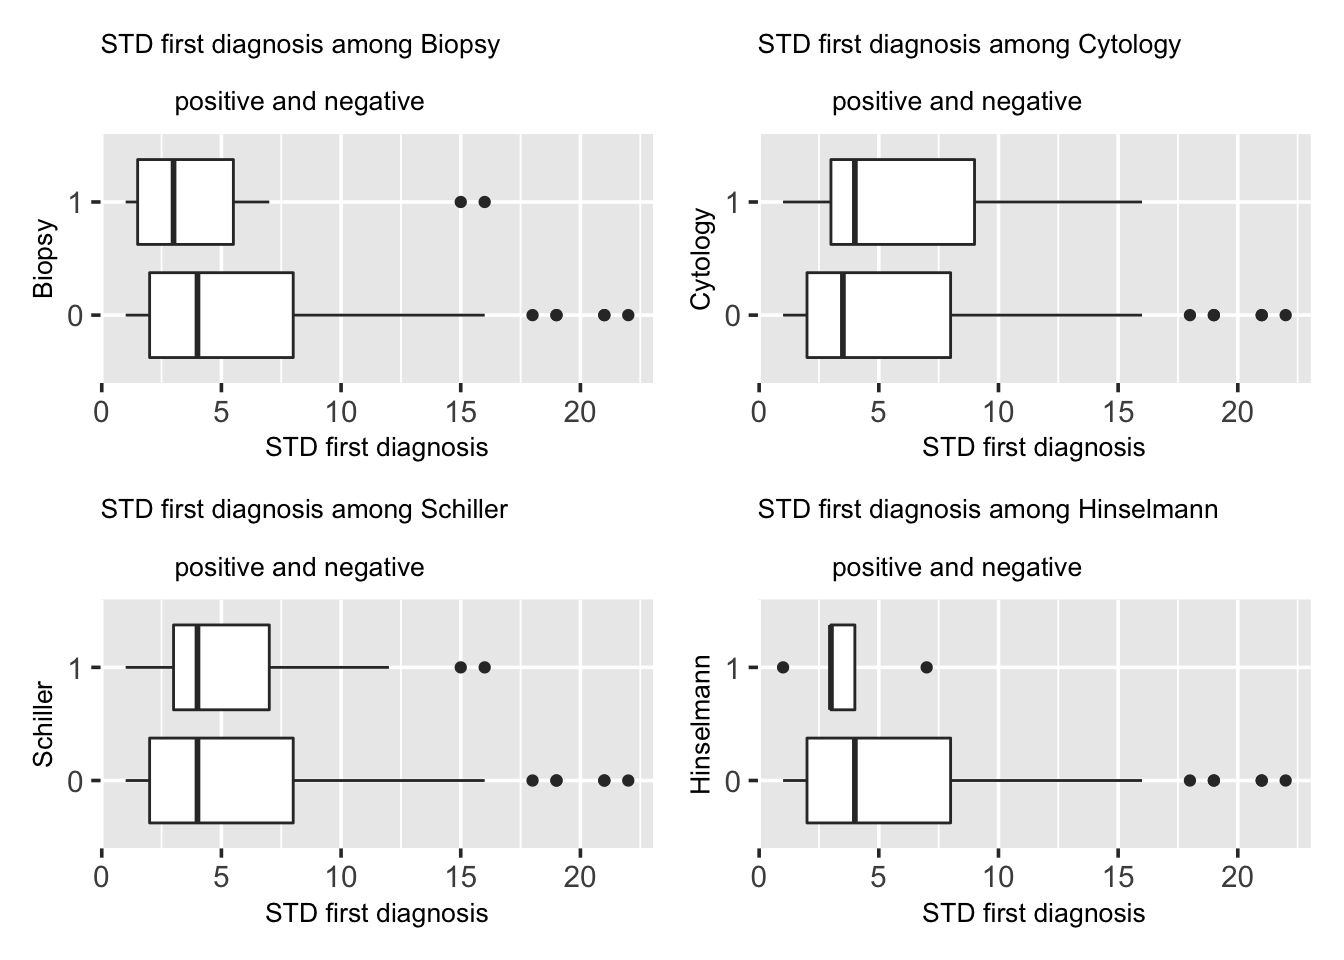 STD first diagnosis among Biopsy
positive and negative
Biopsy
1
0
0 5 10 15 20
STD first diagnosis
STD first diagnosis among Cytology
positive and negative
Cytology
1
0
0 5 10 15 20
STD first diagnosis
STD first diagnosis among Schiller
positive and negative
Schiller
1
0
0 5 10 15 20
STD first diagnosis
STD first diagnosis among Hinselmann
positive and negative
Hinselmann
1
0
0 5 10 15 20
STD first diagnosis